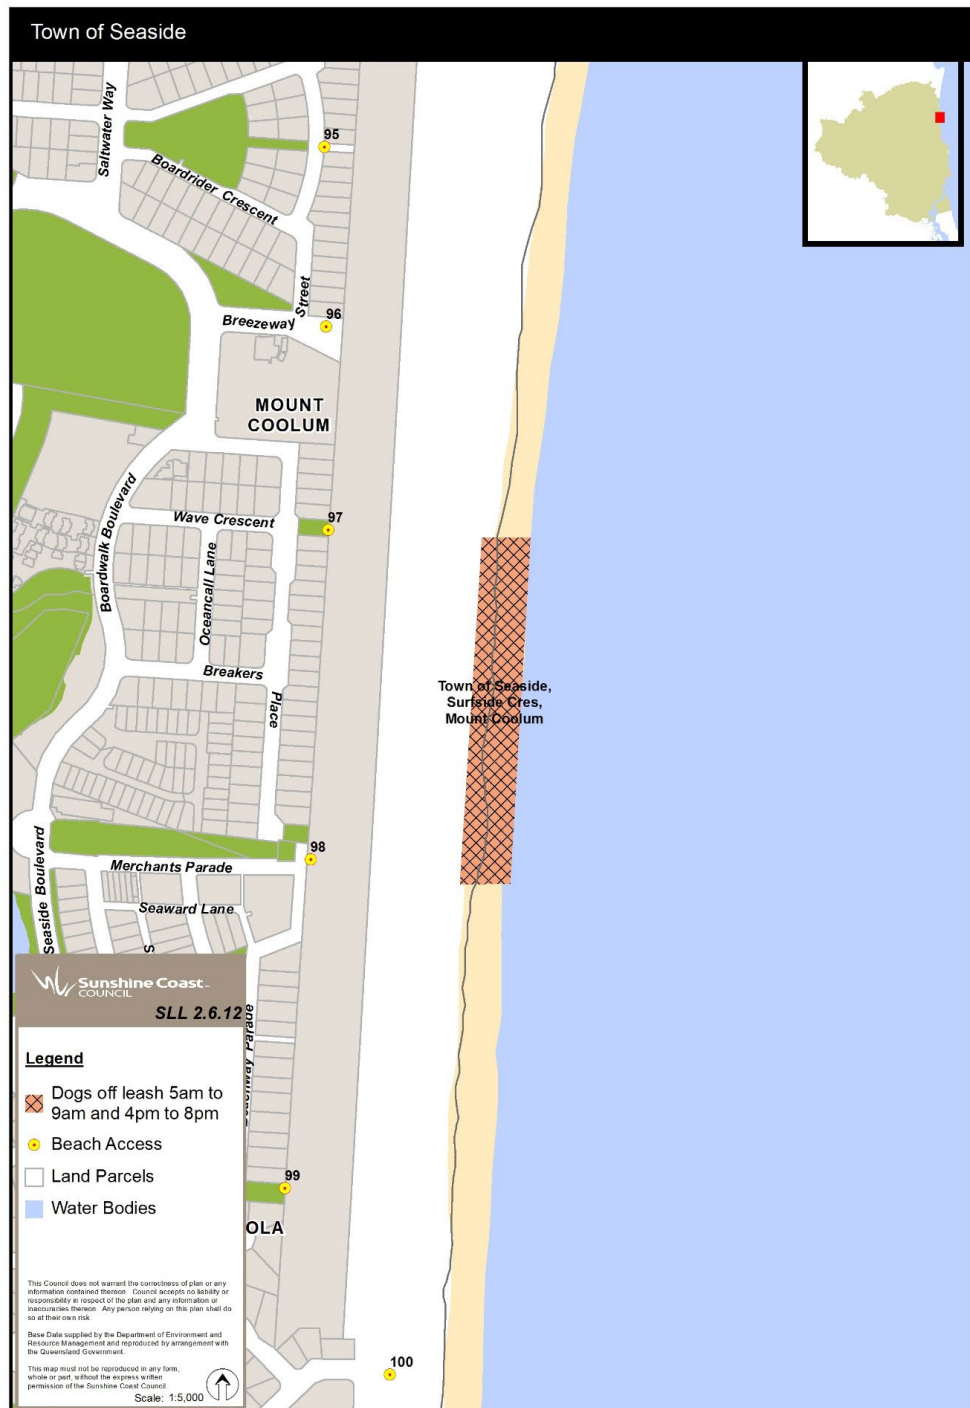 Town of Seaside
Saltwater Way
95
Boardrider Crescent
Street
96
Breezeway
MOUNT
COOLUM
Boardwalk Boulevard
97
Wave Crescent
Oceancall Lane
Breakers
Place
Town of Seaside,
Surfside Cres,
Mount Coolum
98
Merchants Parade
Seaside Boulevard
Seaward Lane
S
Parade
99
OLA
100
Sunshine Coast
COUNCIL
SLL 2.6.12
Legend
Dogs off leash 5am to
9am and 4pm to 8pm
Beach Access
Land Parcels
Water Bodies
This Council does not warrant the correctness of plan or any
information contained thereon. Council accepts no liability or
responsibility in respect of the plan and any information or
inaccuracies thereon. Any person relying on this plan shall do
so at their own risk
Base Data supplied by the Department of Environment and
Resource Management and reproduced by arrangement with
the Queensland Government.
This map must not be reproduced in any form,
whole or part, without the express written
permission of the Sunshine Coast Council.
Scale: 1:5,000